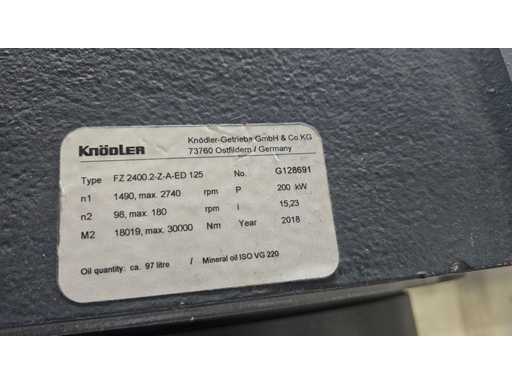 KNÖDLER Knödler-Getriebe GmbH & Co.KG
73760 Ostfildern / Germany
Type FZ 2400.2-Z-A-ED 125 No. G128691
n1 1490, max. 2740 rpm P 200 kW
n2 98, max. 180 rpm I 15,23
M2 18019, max. 30000 Nm Year 2018
Oil quantity: ca. 97 litre / Mineral oil ISO VG 220